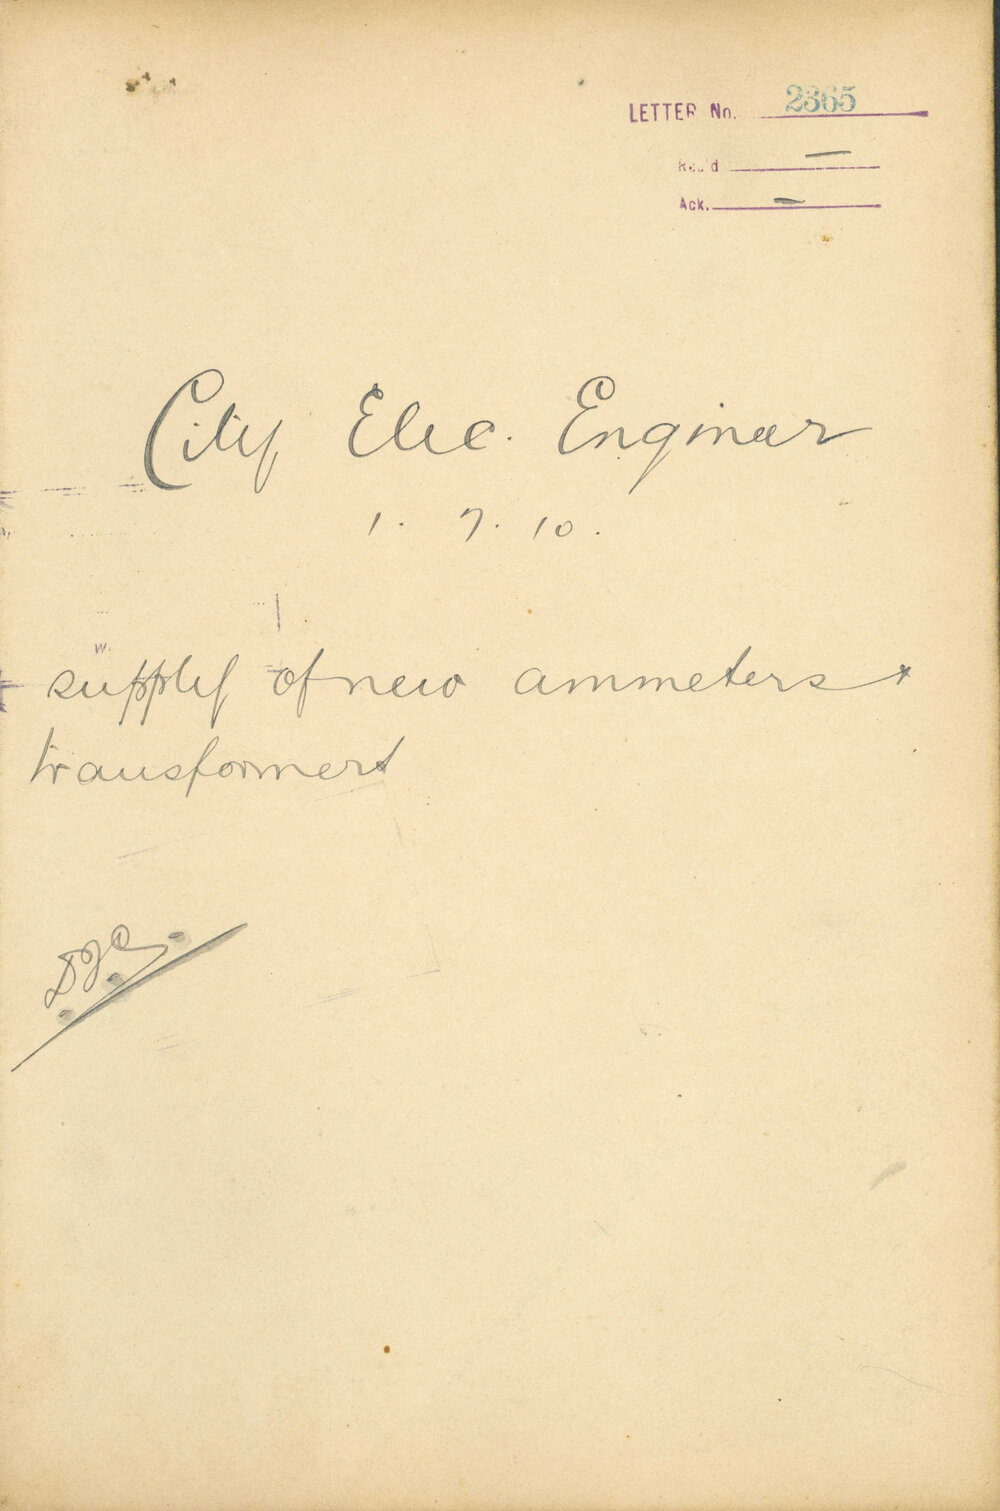 LETTER No. 2365
Rec'd —
Ack. —
City Elec. Engineer
1. 7. 10.
supply of new ammeters +
transformers